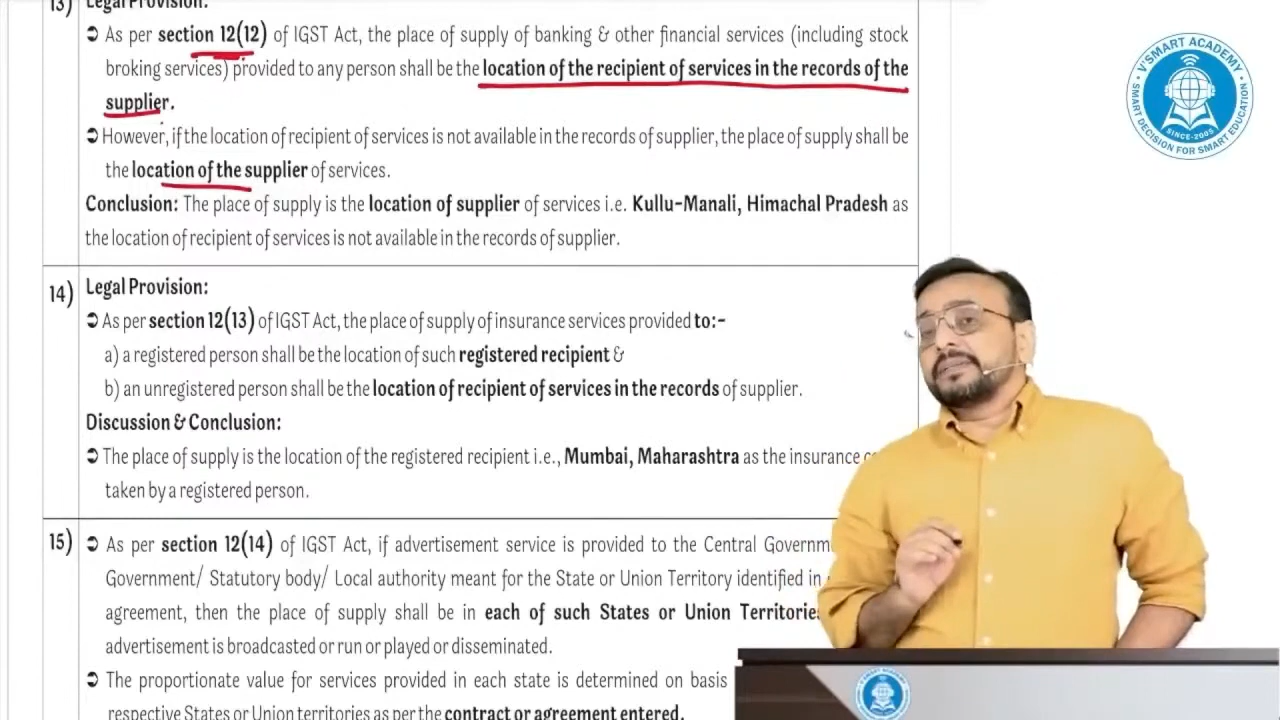 13) Legal Provision:
➲ As per section 12(12) of IGST Act, the place of supply of banking & other financial services (including stock
broking services) provided to any person shall be the location of the recipient of services in the records of the
supplier.
➲ However, if the location of recipient of services is not available in the records of supplier, the place of supply shall
be the location of the supplier of services.
Conclusion: The place of supply is the location of supplier of services i.e. Kullu-Manali, Himachal Pradesh as
the location of recipient of services is not available in the records of supplier.
14) Legal Provision:
➲ As per section 12(13) of IGST Act, the place of supply of insurance services provided to:-
a) a registered person shall be the location of such registered recipient &
b) an unregistered person shall be the location of recipient of services in the records of supplier.
Discussion & Conclusion:
➲ The place of supply is the location of the registered recipient i.e., Mumbai, Maharashtra as the insurance
taken by a registered person.
15) ➲ As per section 12(14) of IGST Act, if advertisement service is provided to the Central
Government/ Statutory body/ Local authority meant for the State or Union Territory identified in
agreement, then the place of supply shall be in each of such States or Union Territories
advertisement is broadcasted or run or played or disseminated.
➲ The proportionate value for services provided in each state is determined on basis
respective States or Union territories as per the contract or agreement entered.
V'SMART ACADEMY
SINCE-2005
SMART DECISION FOR SMART EDUCATION